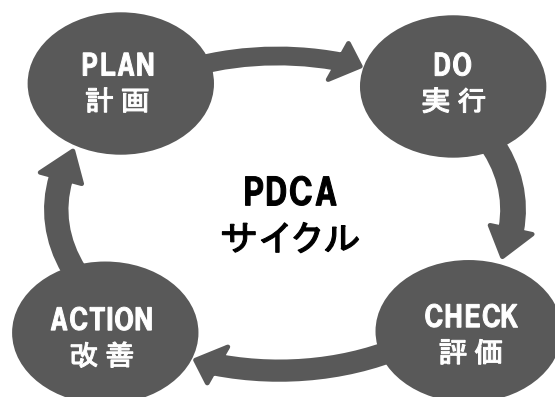 PLAN
計画
DO
実行
PDCA
サイクル
ACTION
改善
CHECK
評価